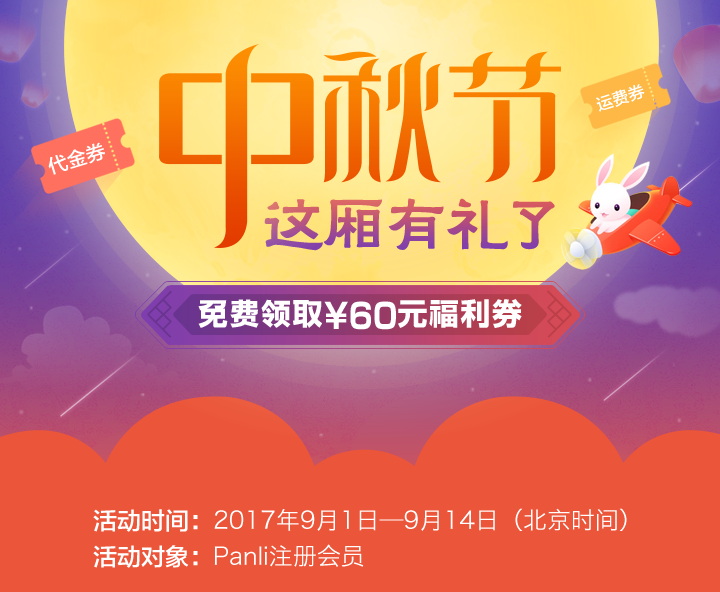 中秋节
运费券
代金券
这厢有礼了
免费领取¥60元福利券
活动时间：2017年9月1日—9月14日（北京时间）
活动对象：Panli注册会员